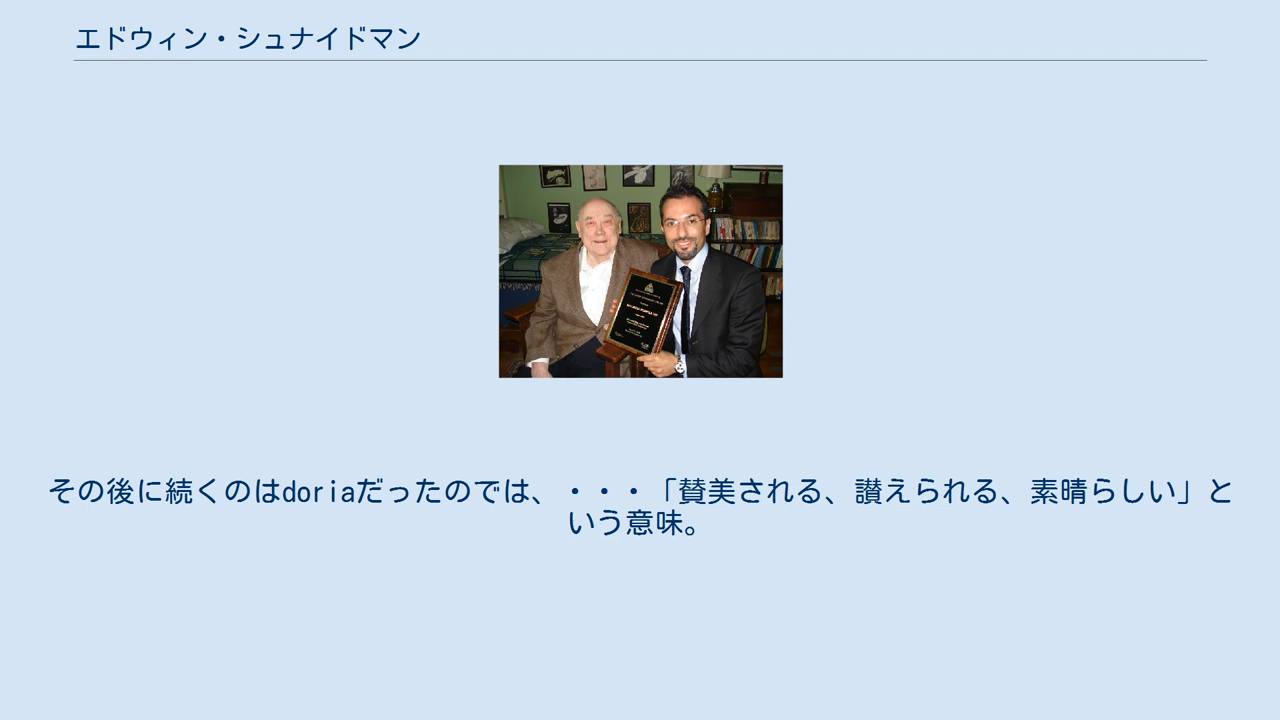 エドウィン・シュナイドマン
その後に続くのはdoriaだったのでは、・・・「賛美される、讃えられる、素晴らしい」と
いう意味。